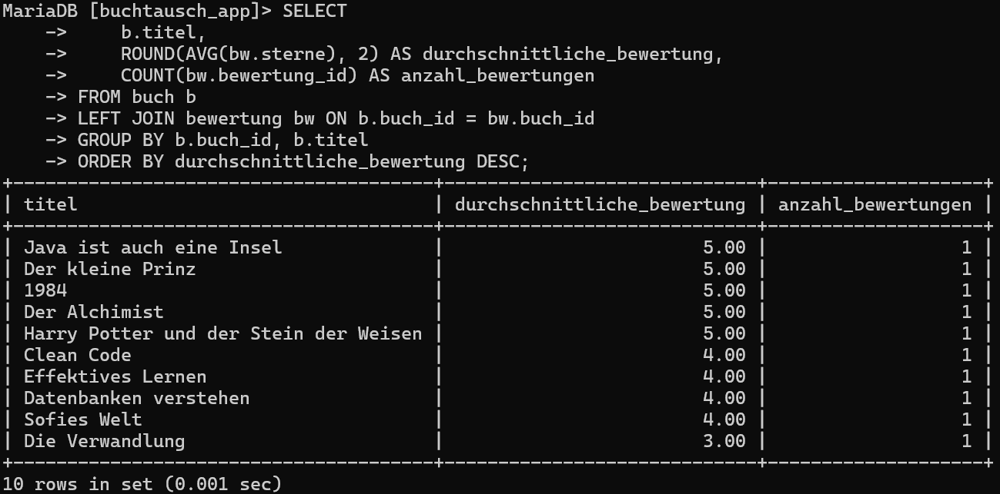 MariaDB [buchtausch_app]> SELECT
    ->     b.titel,
    ->     ROUND(AVG(bw.sterne), 2) AS durchschnittliche_bewertung,
    ->     COUNT(bw.bewertung_id) AS anzahl_bewertungen
    -> FROM buch b
    -> LEFT JOIN bewertung bw ON b.buch_id = bw.buch_id
    -> GROUP BY b.buch_id, b.titel
    -> ORDER BY durchschnittliche_bewertung DESC;
+---------------------------------------+-----------------------------+--------------------+
| titel                                 | durchschnittliche_bewertung | anzahl_bewertungen |
+---------------------------------------+-----------------------------+--------------------+
| Java ist auch eine Insel              |                        5.00 |                  1 |
| Der kleine Prinz                      |                        5.00 |                  1 |
| 1984                                  |                        5.00 |                  1 |
| Der Alchimist                         |                        5.00 |                  1 |
| Harry Potter und der Stein der Weisen |                        5.00 |                  1 |
| Clean Code                            |                        4.00 |                  1 |
| Effektives Lernen                     |                        4.00 |                  1 |
| Datenbanken verstehen                 |                        4.00 |                  1 |
| Sofies Welt                           |                        4.00 |                  1 |
| Die Verwandlung                       |                        3.00 |                  1 |
+---------------------------------------+-----------------------------+--------------------+
10 rows in set (0.001 sec)